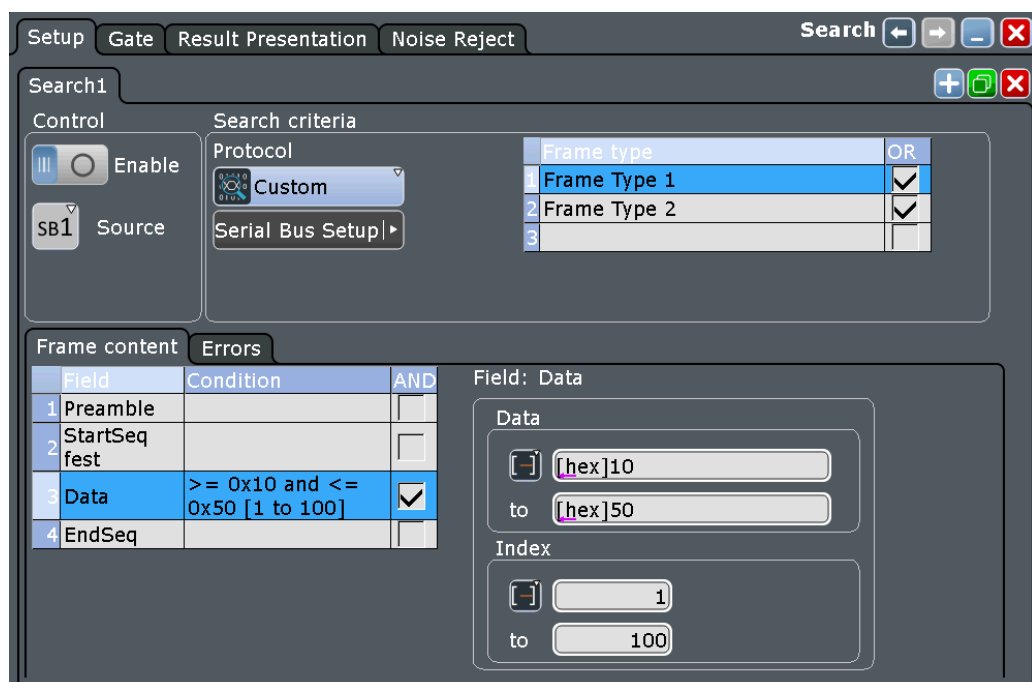 Setup Gate Result Presentation Noise Reject Search
Search1
Control Search criteria
Enable
SB1 Source
Protocol
Custom
Serial Bus Setup
Frame type OR
1 Frame Type 1
2 Frame Type 2
3
Frame content Errors
Field Condition AND
1 Preamble
2 StartSeq
fest
3 Data >= 0x10 and <=
0x50 [1 to 100]
4 EndSeq
Field: Data
Data
[hex]10
to [hex]50
Index
1
to 100